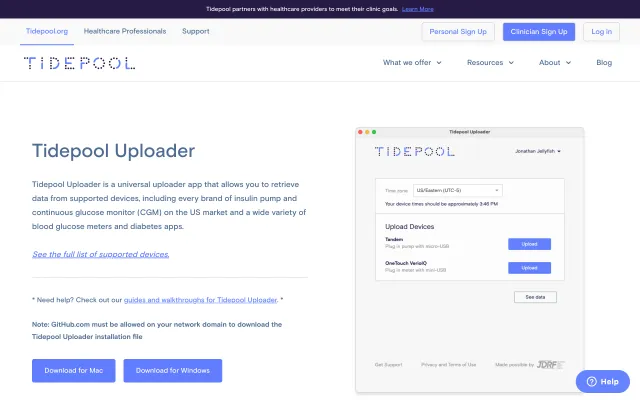 Tidepool partners with healthcare providers to meet their clinic goals. Learn More
Tidepool.org Healthcare Professionals Support Personal Sign Up Clinician Sign Up Log In
TIDEPOOL What we offer Resources About Blog
Tidepool Uploader
Tidepool Uploader is a universal uploader app that allows you to retrieve
data from supported devices, including every brand of insulin pump and
continuous glucose monitor (CGM) on the US market and a wide variety of
blood glucose meters and diabetes apps.
See the full list of supported devices.
* Need help? Check out our guides and walkthroughs for Tidepool Uploader. *
Note: GitHub.com must be allowed on your network domain to download the
Tidepool Uploader installation file
Download for Mac Download for Windows
Tidepool Uploader
TIDEPOOL Jonathan Jellyfish
Time zone US/Eastern (UTC-5)
Your device times should be approximately 3:46 PM
Upload Devices
Tandem Upload
Plug in pump with micro-USB
OneTouch VerioIQ Upload
Plug in meter with mini-USB
See data
Get Support Privacy and Terms of Use Made possible by JDRF
Help